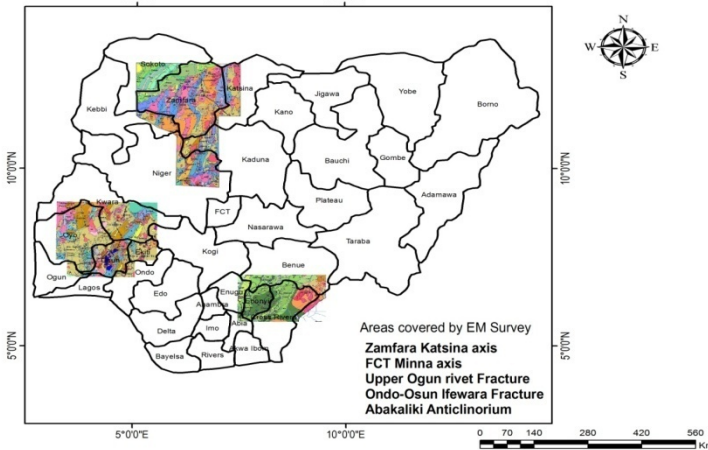 N
W E
S
Sokoto
Katsina
Zamfara
Kebbi
Jigawa
Yobe
Borno
Kano
Niger
Kaduna
Bauchi
Gombe
Adamawa
Plateau
FCT
Nasarawa
Taraba
Kwara
Oyo
Osun
Ekiti
Kogi
Benue
Ogun
Ondo
Lagos
Edo
Enugu
Ebonyi
Anambra
Cross River
Delta
Imo
Abia
Bayelsa
Rivers
Akwa Ibom
10°0'0"N
5°0'0"N
10°0'0"N
5°0'0"N
5°0'0"E
10°0'0"E
Areas covered by EM Survey
Zamfara Katsina axis
FCT Minna axis
Upper Ogun rivet Fracture
Ondo-Osun Ifewara Fracture
Abakaliki Anticlinorium
0 70 140 280 420 560